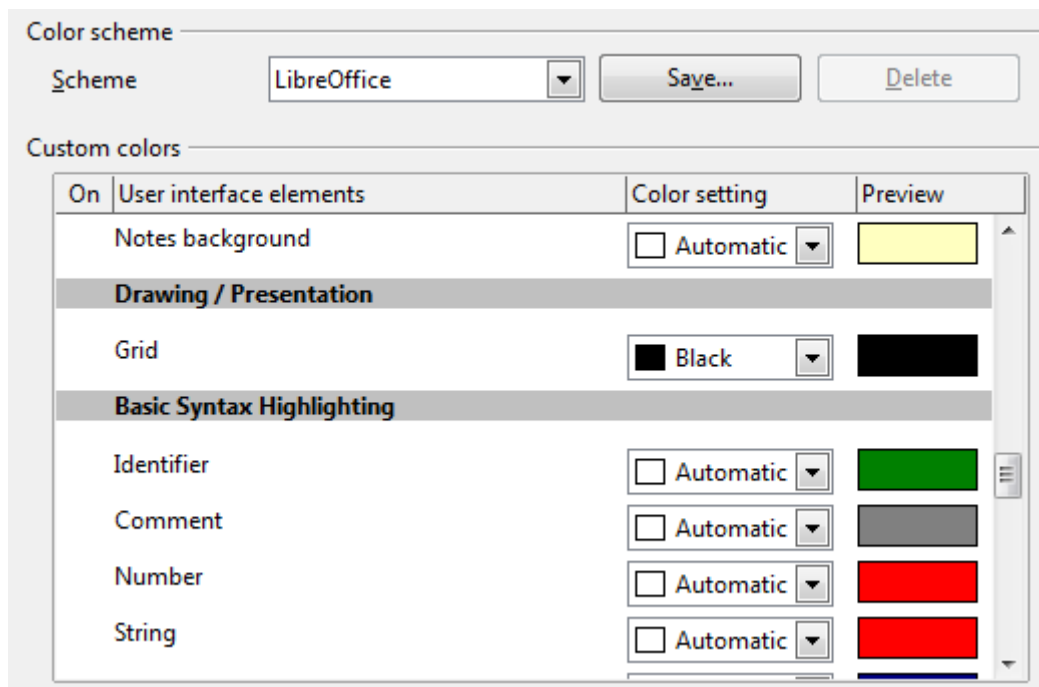 Color scheme
Scheme LibreOffice Save... Delete
Custom colors
On User interface elements Color setting Preview
Notes background Automatic
Drawing / Presentation
Grid Black
Basic Syntax Highlighting
Identifier Automatic
Comment Automatic
Number Automatic
String Automatic